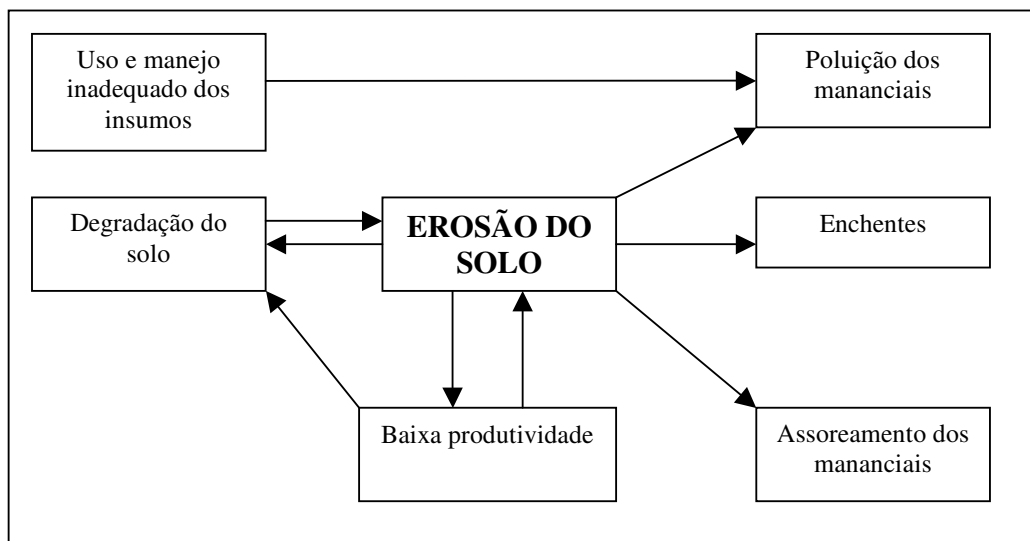 Uso e manejo
inadequado dos
insumos
Poluição dos
mananciais
Degradação do
solo
EROSÃO DO
SOLO
Enchentes
Baixa produtividade
Assoreamento dos
mananciais